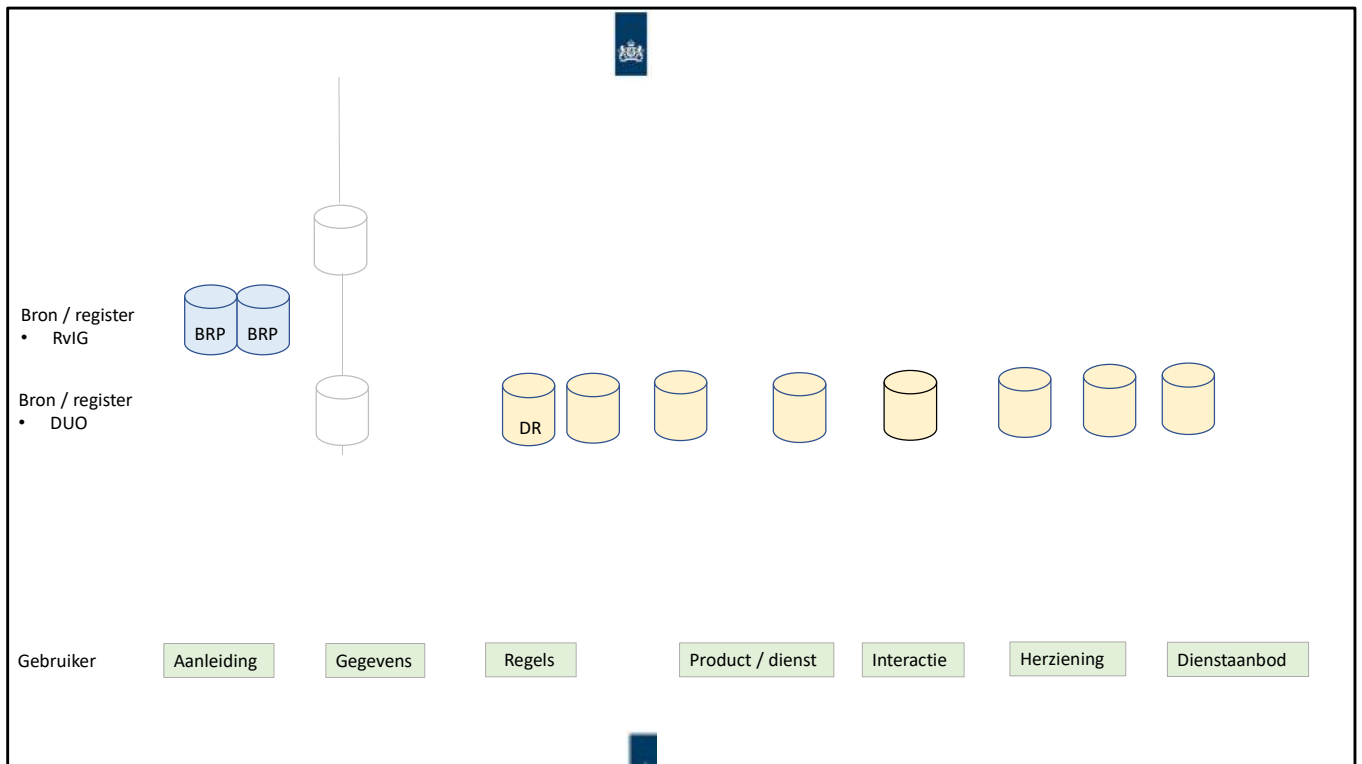 Bron / register
• RvIG
BRP BRP
Bron / register
• DUO
DR
Gebruiker Aanleiding Gegevens Regels Product / dienst Interactie Herziening Dienstaanbod